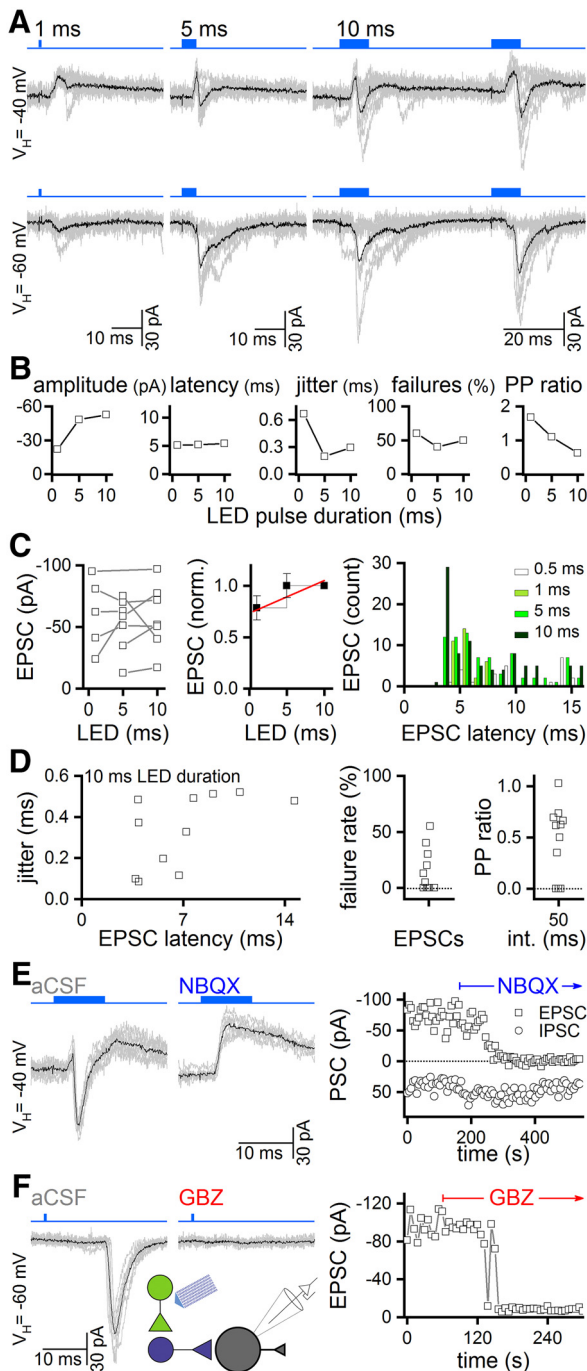 A
1 ms 5 ms 10 ms
VH= -40 mV
VH= -60 mV
10 ms 30 pA 10 ms 30 pA 20 ms 30 pA
B
amplitude (pA) latency (ms) jitter (ms) failures (%) PP ratio
-60 10 0.6 100 2
-30 5 0.3 50 1
0 0 0.0 0 0
0 5 10 0 5 10 0 5 10 0 5 10 0 5 10
LED pulse duration (ms)
C
EPSC (pA)
-100
-50
0
0 5 10
LED (ms)
EPSC (norm.)
1.0
0.5
0.0
0 5 10
LED (ms)
EPSC (count)
30
20
10
0
0.5 ms
1 ms
5 ms
10 ms
0 5 10 15
EPSC latency (ms)
D
10 ms LED duration
jitter (ms)
0.6
0.4
0.2
0.0
0 7 14
EPSC latency (ms)
failure rate (%)
100
50
0
EPSCs
PP ratio
1.0
0.5
0.0
50
int. (ms)
E
aCSF NBQX
VH= -40 mV
10 ms 30 pA
NBQX
EPSC
IPSC
PSC (pA)
-100
-50
0
50
0 200 400
time (s)
F
aCSF GBZ
VH= -60 mV
10 ms 30 pA
GBZ
EPSC (pA)
-120
-80
-40
0
0 120 240
time (s)